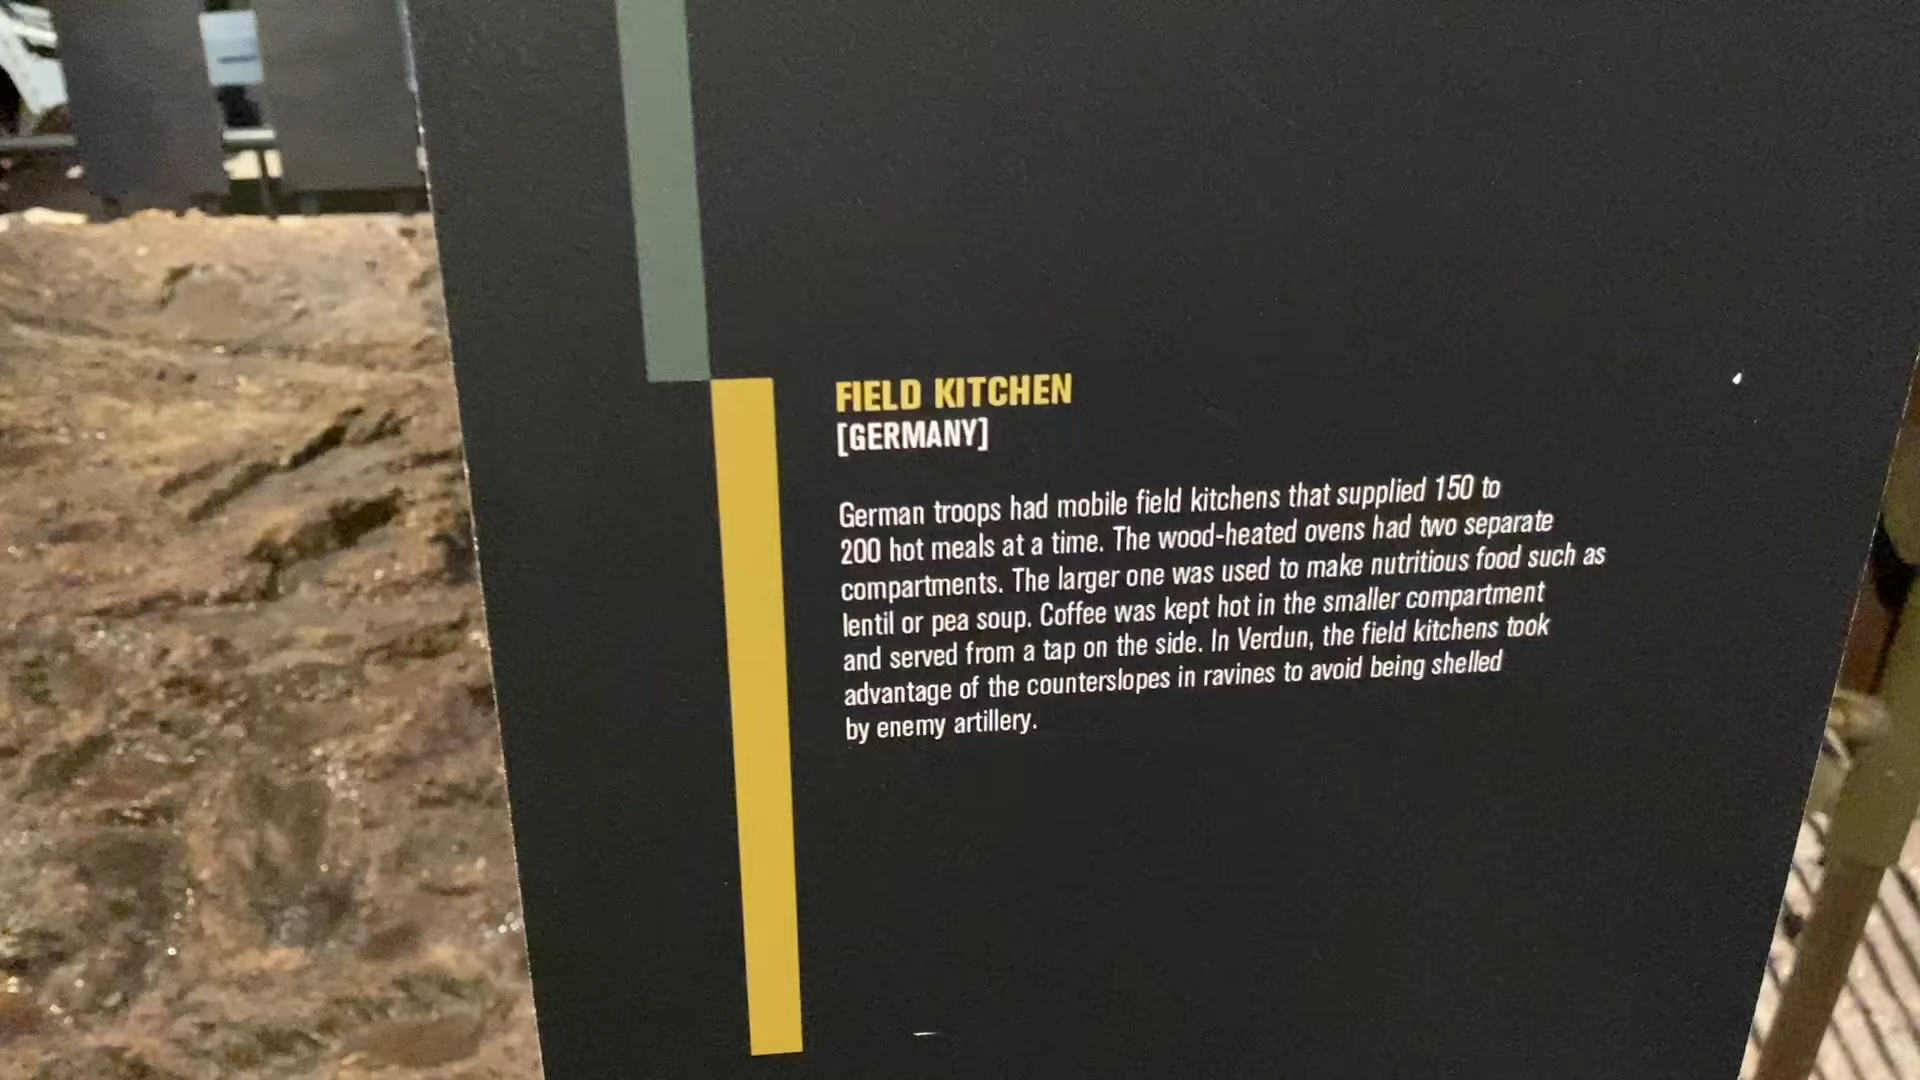 FIELD KITCHEN
[GERMANY]
German troops had mobile field kitchens that supplied 150 to
200 hot meals at a time. The wood-heated ovens had two separate
compartments. The larger one was used to make nutritious food such as
lentil or pea soup. Coffee was kept hot in the smaller compartment
and served from a tap on the side. In Verdun, the field kitchens took
advantage of the counterslopes in ravines to avoid being shelled
by enemy artillery.